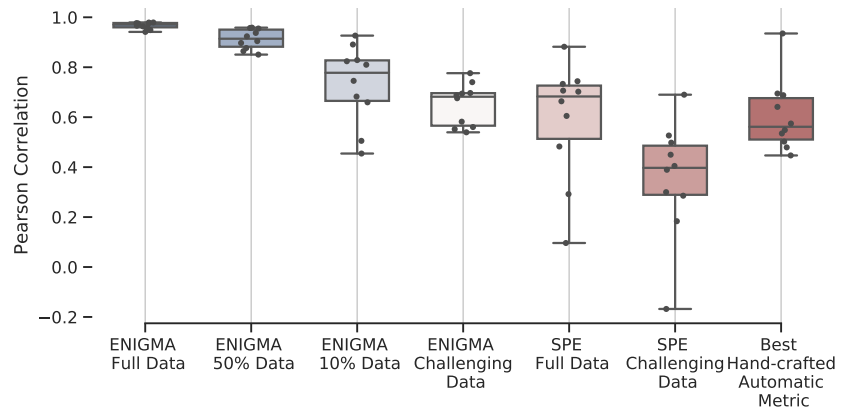 Pearson Correlation
1.0
0.8
0.6
0.4
0.2
0.0
−0.2
ENIGMA
Full Data
ENIGMA
50% Data
ENIGMA
10% Data
ENIGMA
Challenging
Data
SPE
Full Data
SPE
Challenging
Data
Best
Hand-crafted
Automatic
Metric